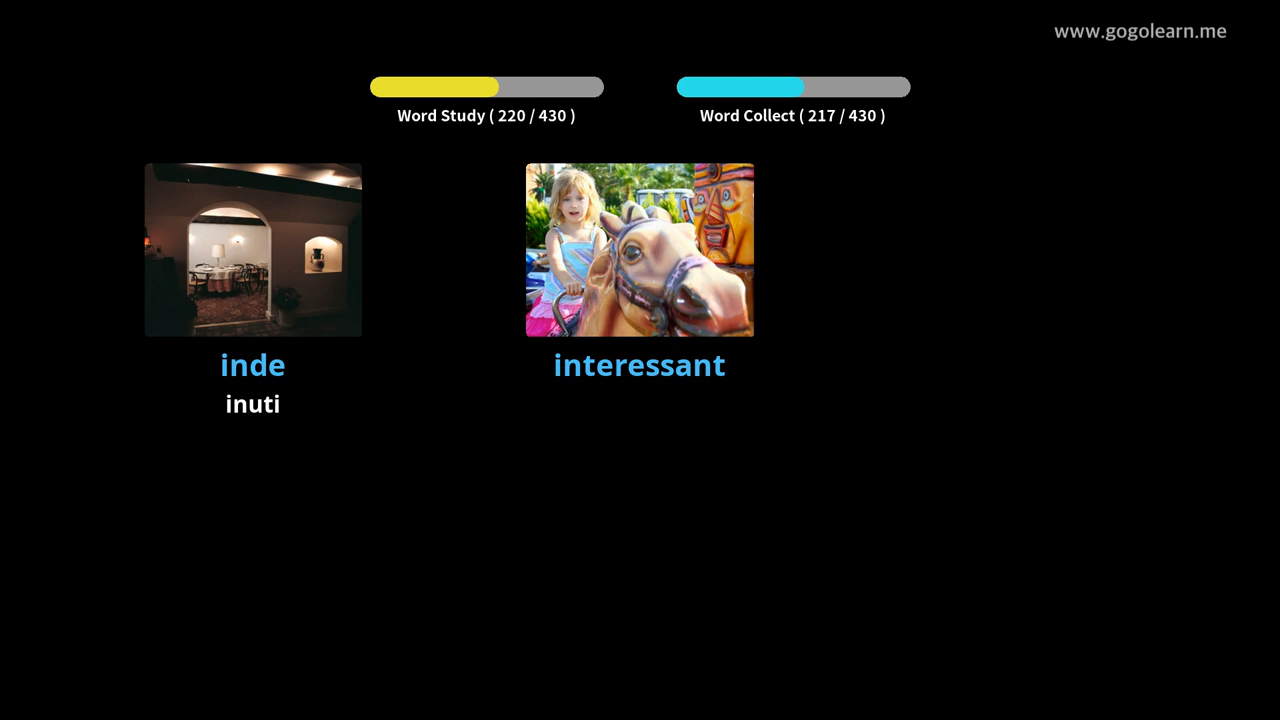 www.gogolearn.me
Word Study ( 220 / 430 )
Word Collect ( 217 / 430 )
inde
inuti
interessant